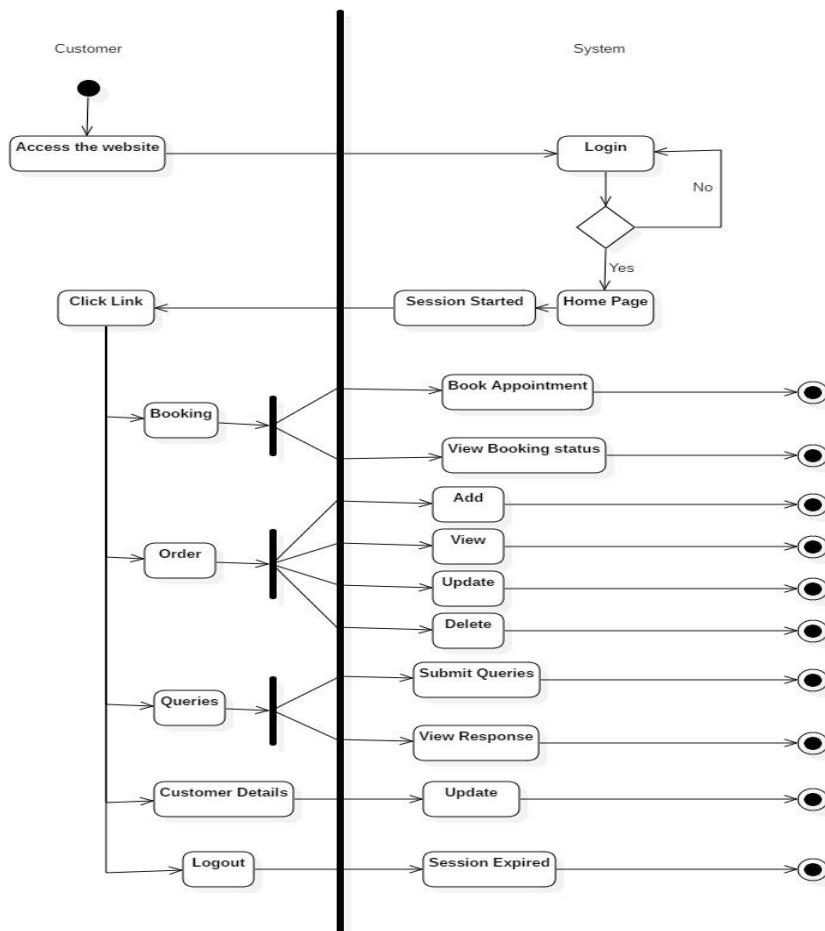 Customer
System
Access the website
Login
No
Yes
Click Link
Session Started
Home Page
Book Appointment
Booking
View Booking status
Add
View
Order
Update
Delete
Submit Queries
Queries
View Response
Customer Details
Update
Logout
Session Expired